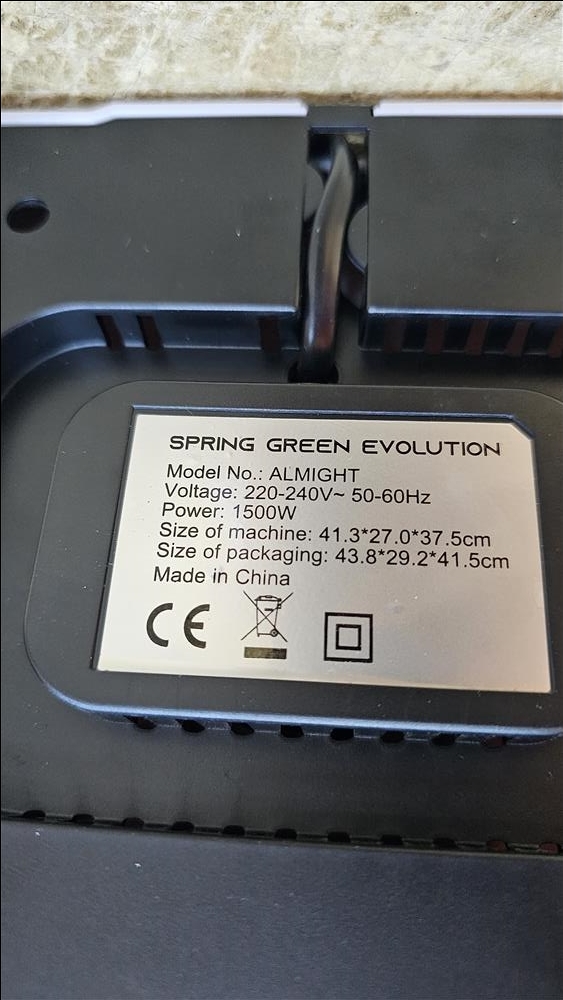 SPRING GREEN EVOLUTION
Model No.: ALMIGHT
Voltage: 220-240V~ 50-60Hz
Power: 1500W
Size of machine: 41.3*27.0*37.5cm
Size of packaging: 43.8*29.2*41.5cm
Made in China
CE